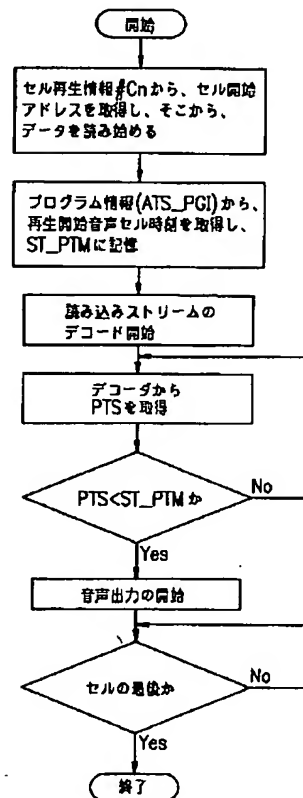 開始
セル再生情報#Cnから、セル開始
アドレスを取得し、そこから、
データを読み始める
プログラム情報(ATS_PGI)から、
再生開始音声セル時刻を取得し、
ST_PTMに記憶
読み込みストリームの
デコード開始
デコーダから
PTSを取得
PTS<ST_PTMか
No
Yes
音声出力の開始
セルの最後か
No
Yes
終了